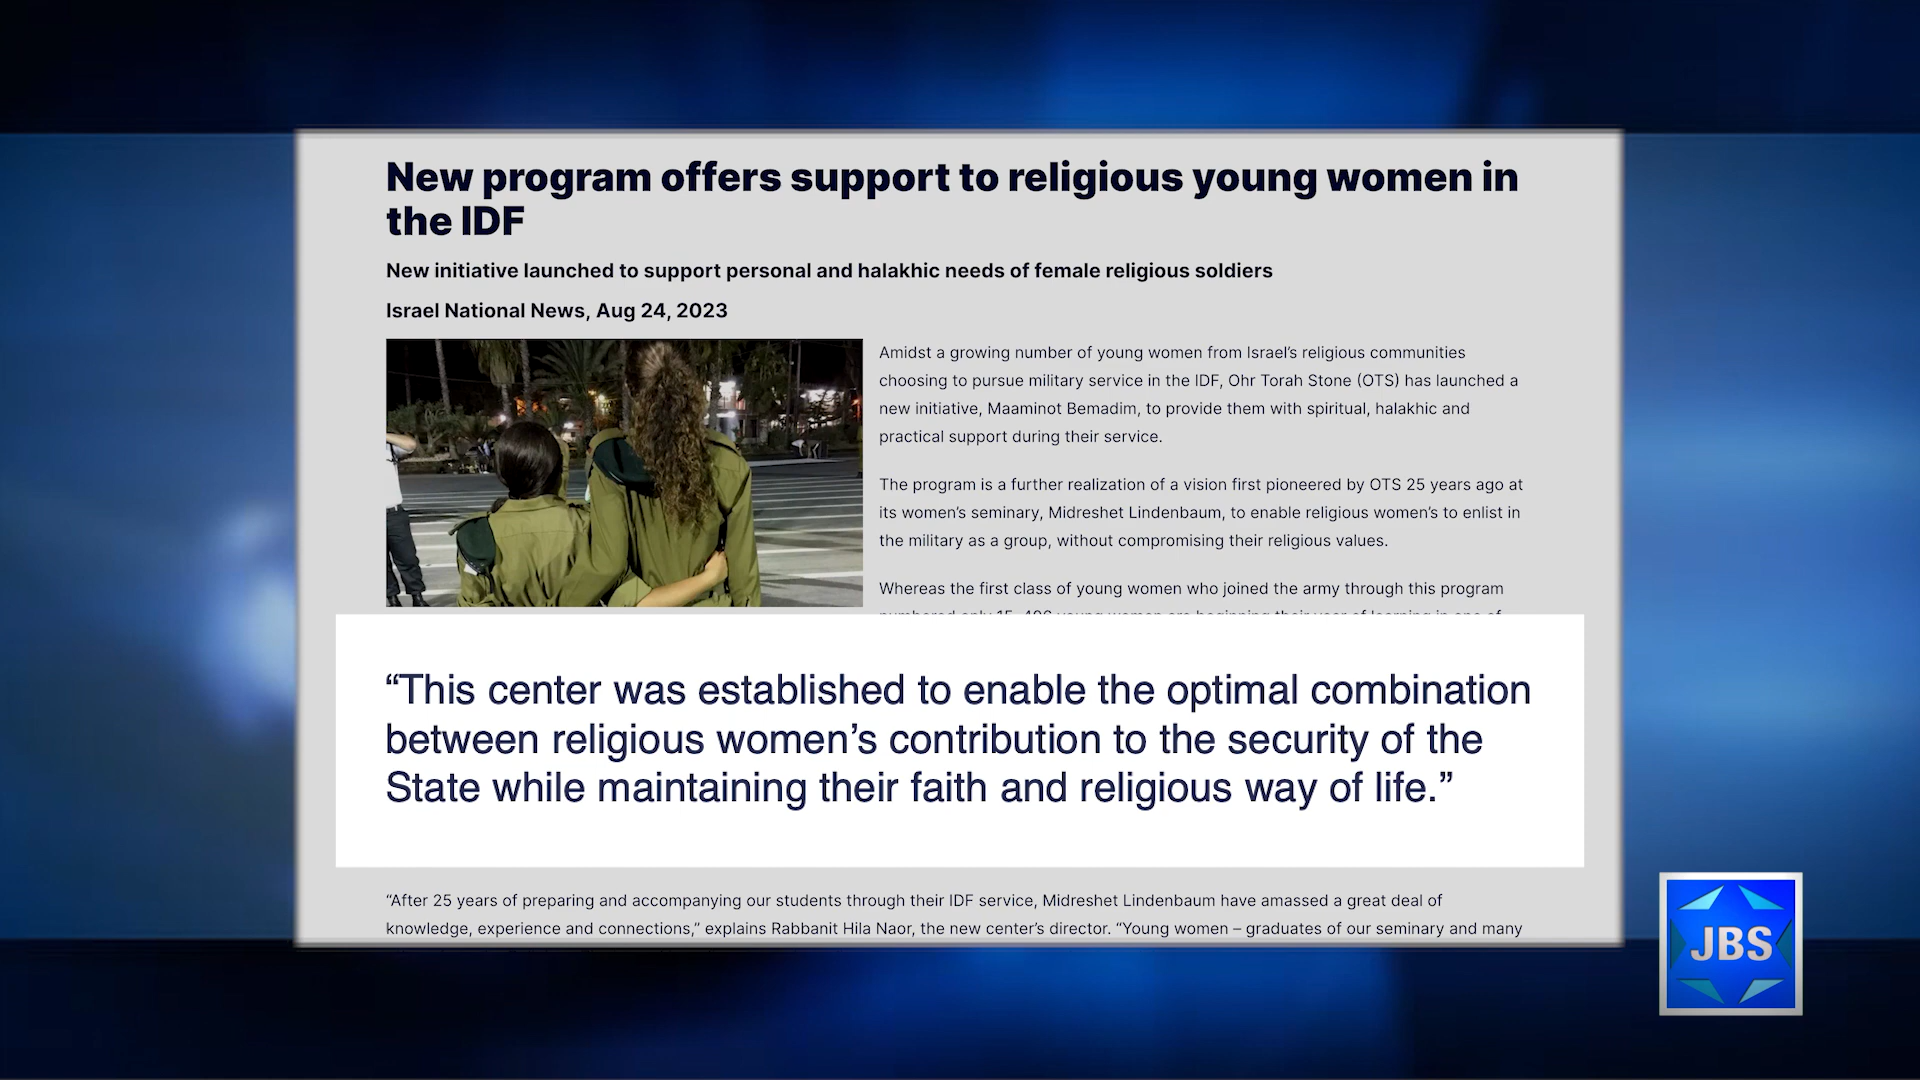 New program offers support to religious young women in
the IDF
New initiative launched to support personal and halakhic needs of female religious soldiers
Israel National News, Aug 24, 2023
Amidst a growing number of young women from Israel’s religious communities
choosing to pursue military service in the IDF, Ohr Torah Stone (OTS) has launched a
new initiative, Maaminot Bemadim, to provide them with spiritual, halakhic and
practical support during their service.
The program is a further realization of a vision first pioneered by OTS 25 years ago at
its women’s seminary, Midreshet Lindenbaum, to enable religious women’s to enlist in
the military as a group, without compromising their religious values.
Whereas the first class of young women who joined the army through this program
“This center was established to enable the optimal combination
between religious women’s contribution to the security of the
State while maintaining their faith and religious way of life.”
“After 25 years of preparing and accompanying our students through their IDF service, Midreshet Lindenbaum have amassed a great deal of
knowledge, experience and connections,” explains Rabbanit Hila Naor, the new center’s director. “Young women – graduates of our seminary and many
JBS